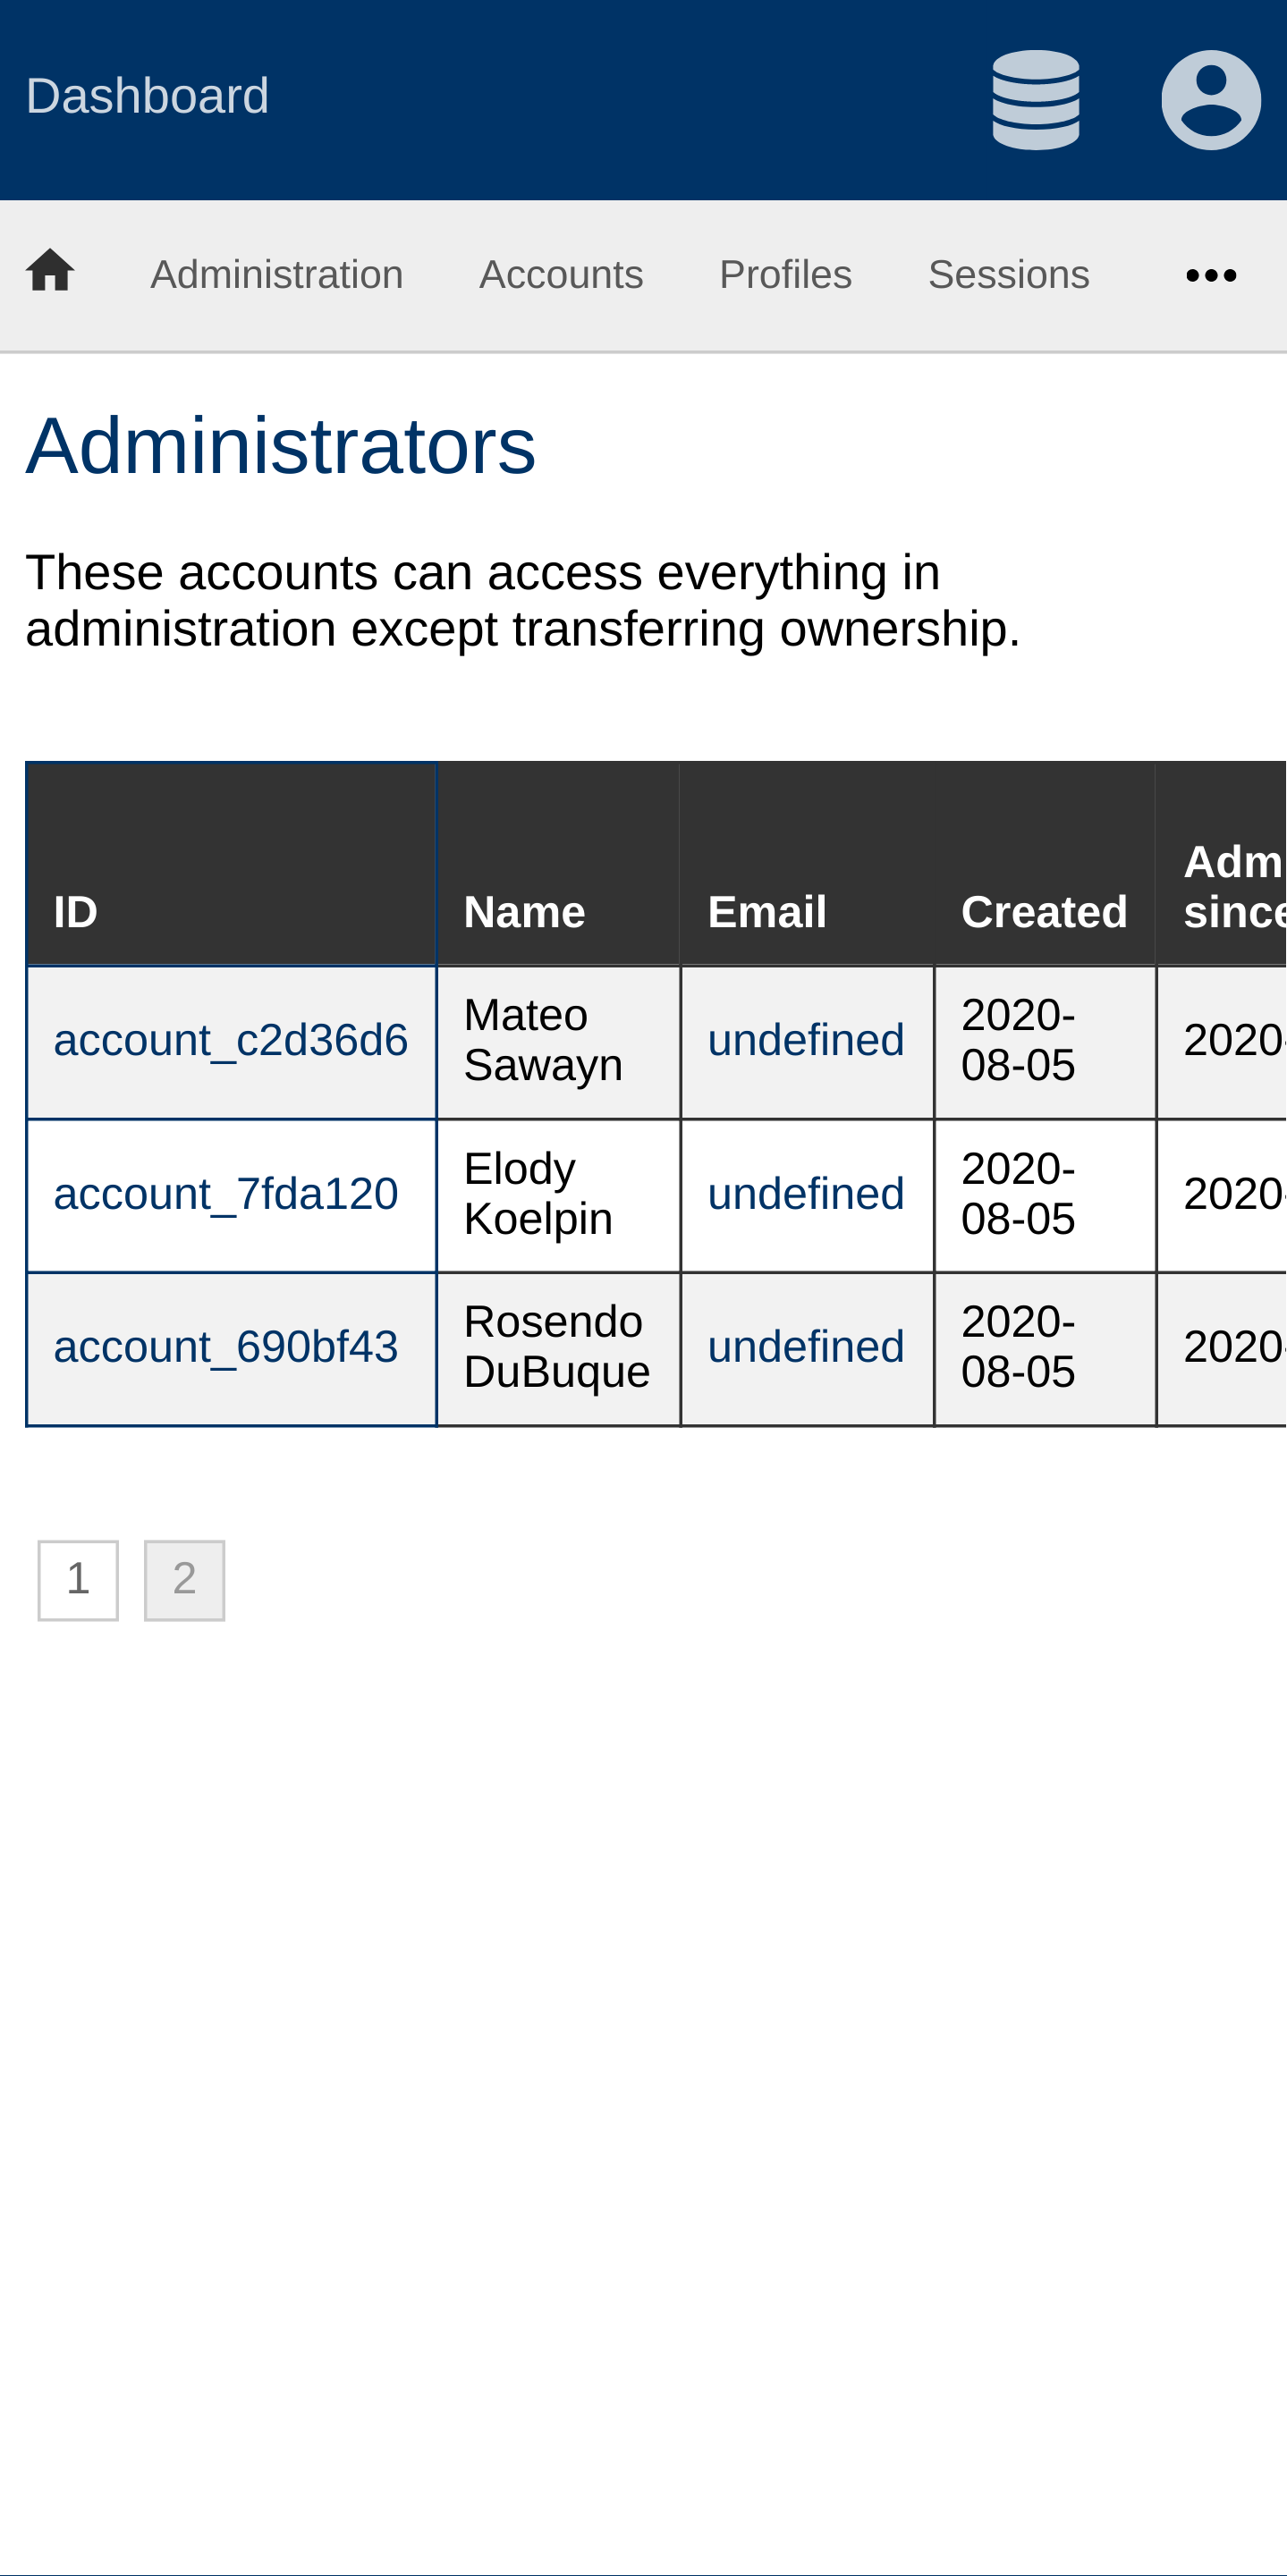 Dashboard
Administration Accounts Profiles Sessions •••
Administrators
These accounts can access everything in
administration except transferring ownership.
ID Name Email Created Adm
since
account_c2d36d6 Mateo
Sawayn undefined 2020-
08-05 2020-
account_7fda120 Elody
Koelpin undefined 2020-
08-05 2020-
account_690bf43 Rosendo
DuBuque undefined 2020-
08-05 2020-
1 2